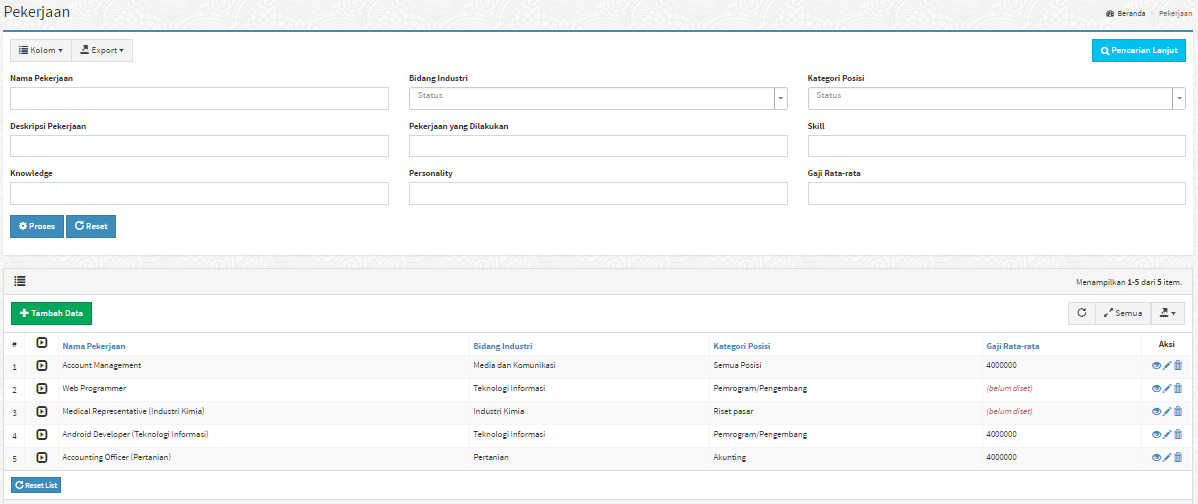 Pekerjaan
Beranda > Pekerjaan
Kolom Export Pencarian Lanjut
Nama Pekerjaan Bidang Industri Kategori Posisi
Status Status
Deskripsi Pekerjaan Pekerjaan yang Dilakukan Skill
Knowledge Personality Gaji Rata-rata
Proses Reset
Menampilkan 1-5 dari 5 item.
Tambah Data Semua
# Nama Pekerjaan Bidang Industri Kategori Posisi Gaji Rata-rata Aksi
1 Account Management Media dan Komunikasi Semua Posisi 4000000
2 Web Programmer Teknologi Informasi Pemrogram/Pengembang (belum diset)
3 Medical Representative (Industri Kimia) Industri Kimia Riset pasar (belum diset)
4 Android Developer (Teknologi Informasi) Teknologi Informasi Pemrogram/Pengembang 4000000
5 Accounting Officer (Pertanian) Pertanian Akunting 4000000
Reset List